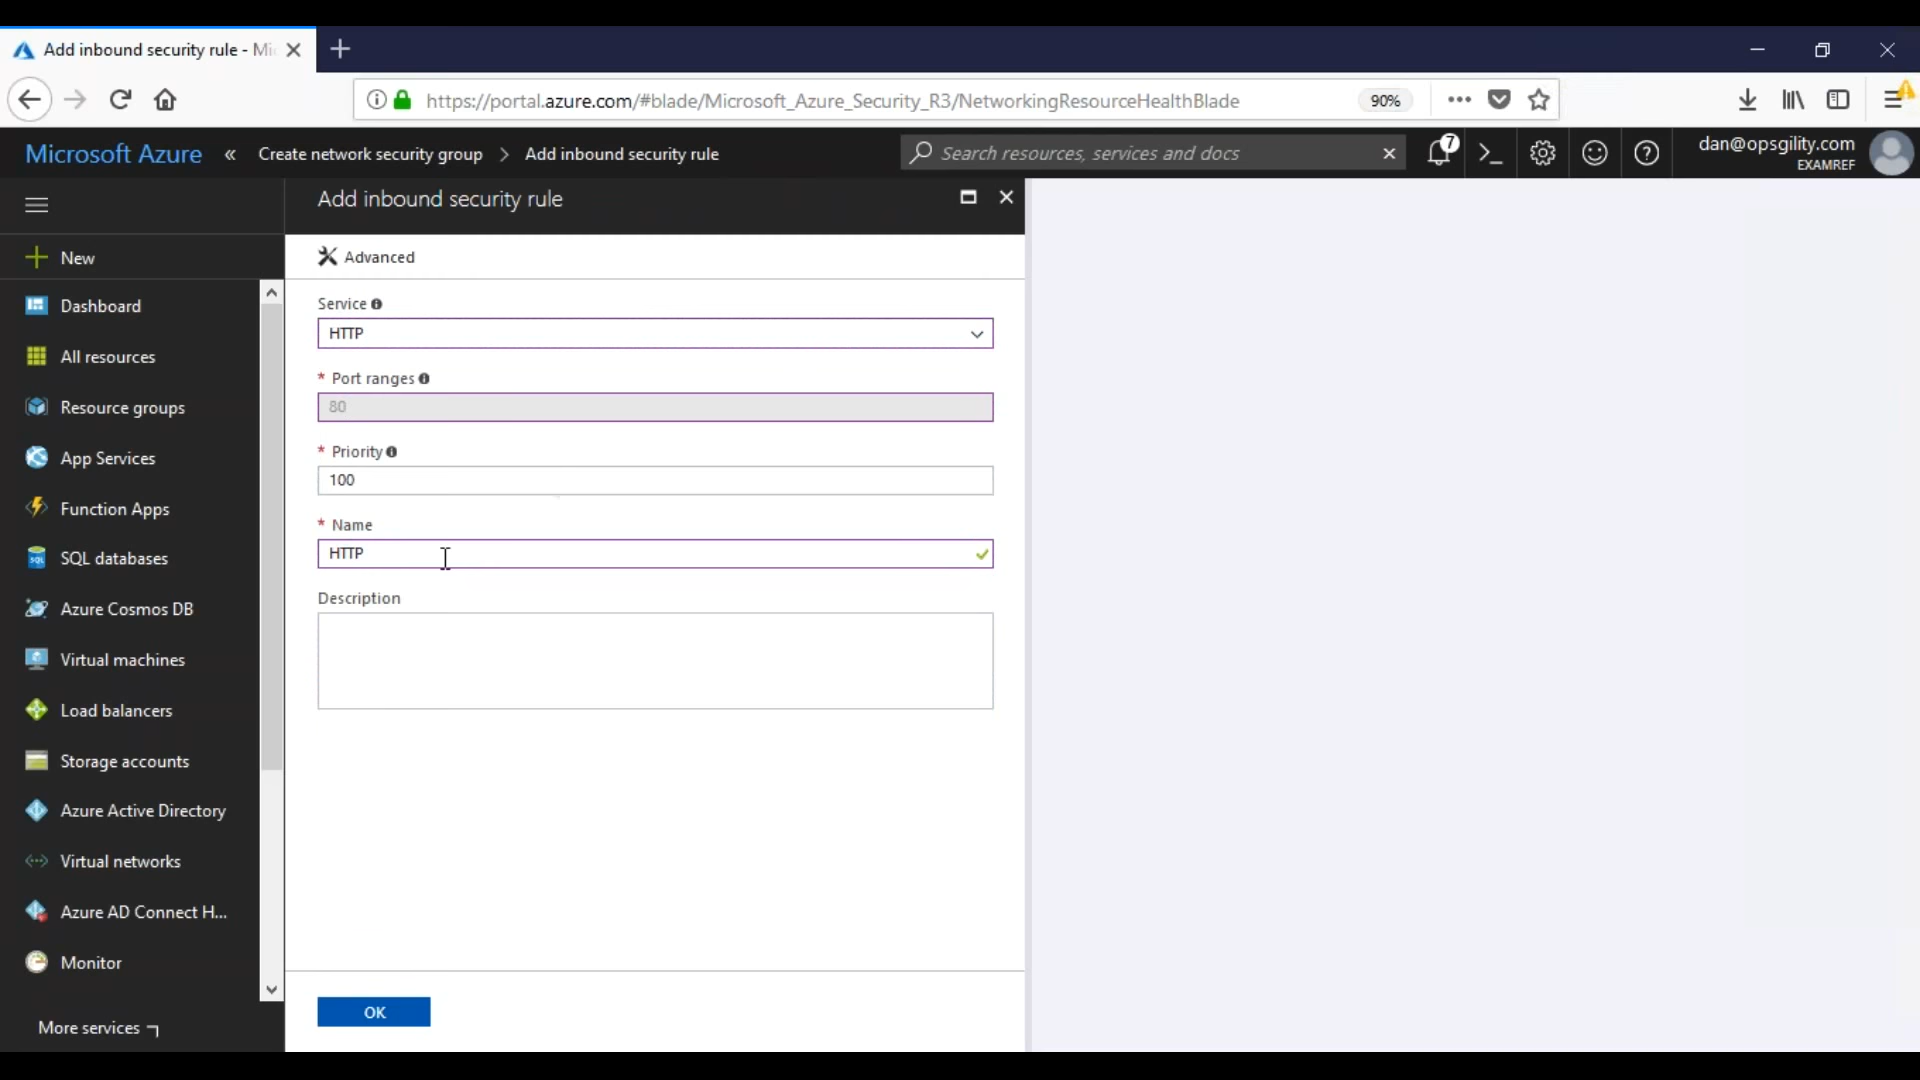 Add inbound security rule - Mi
https://portal.azure.com/#blade/Microsoft_Azure_Security_R3/NetworkingResourceHealthBlade
90%
Microsoft Azure « Create network security group > Add inbound security rule
Search resources, services and docs
7
dan@opsgility.com
EXAMREF
New
Dashboard
All resources
Resource groups
App Services
Function Apps
SQL databases
Azure Cosmos DB
Virtual machines
Load balancers
Storage accounts
Azure Active Directory
Virtual networks
Azure AD Connect H...
Monitor
More services
Add inbound security rule
Advanced
Service
HTTP
* Port ranges
80
* Priority
100
* Name
HTTP
Description
OK